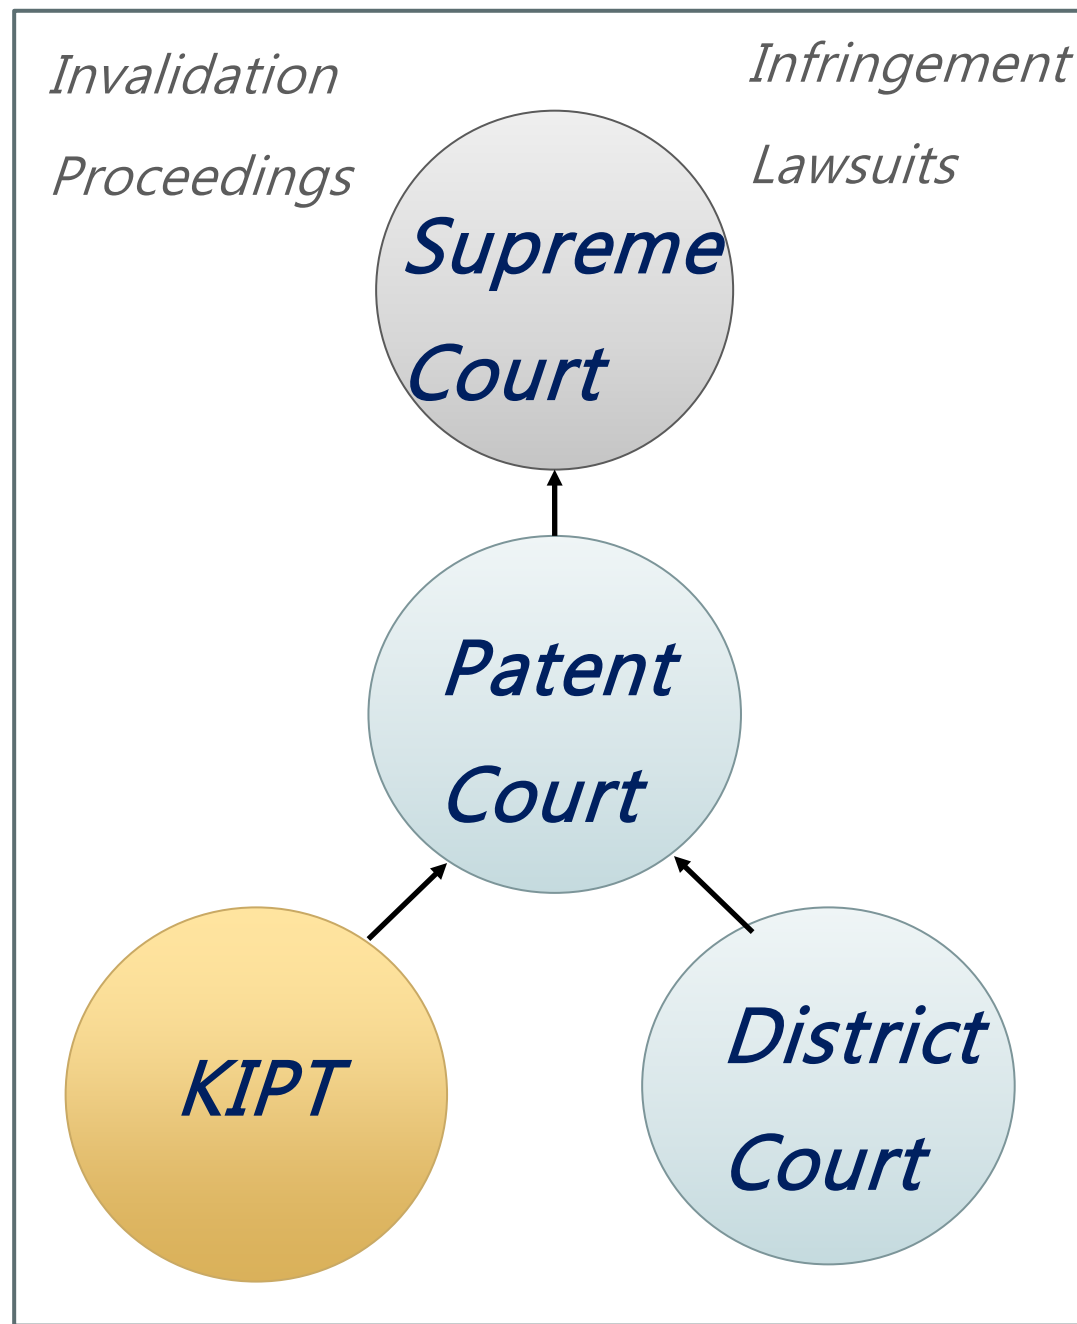 Invalidation
Proceedings
Infringement
Lawsuits
Supreme
Court
Patent
Court
KIPT
District
Court